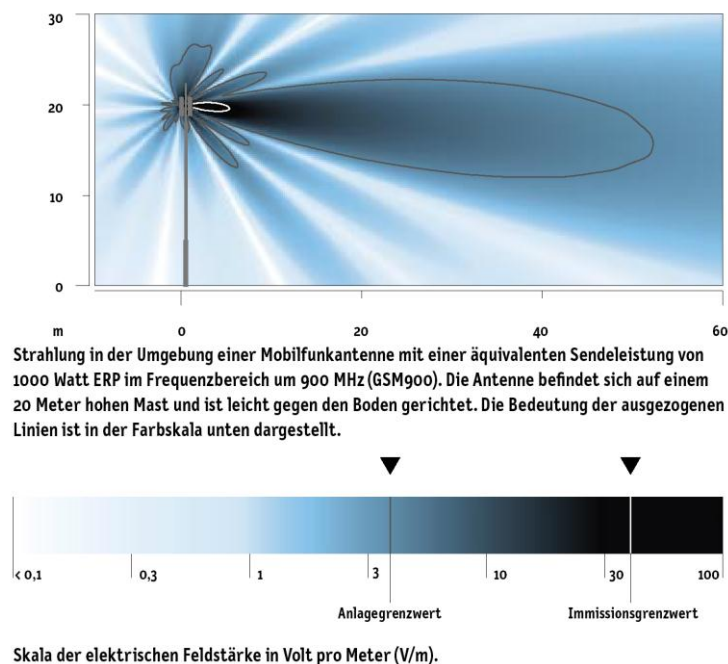 30
20
10
0
m 0 20 40 60
Strahlung in der Umgebung einer Mobilfunkantenne mit einer äquivalenten Sendeleistung von
1000 Watt ERP im Frequenzbereich um 900 MHz (GSM900). Die Antenne befindet sich auf einem
20 Meter hohen Mast und ist leicht gegen den Boden gerichtet. Die Bedeutung der ausgezogenen
Linien ist in der Farbskala unten dargestellt.
< 0,1 0,3 1 3 10 30 100
Anlagegrenzwert Immissionsgrenzwert
Skala der elektrischen Feldstärke in Volt pro Meter (V/m).